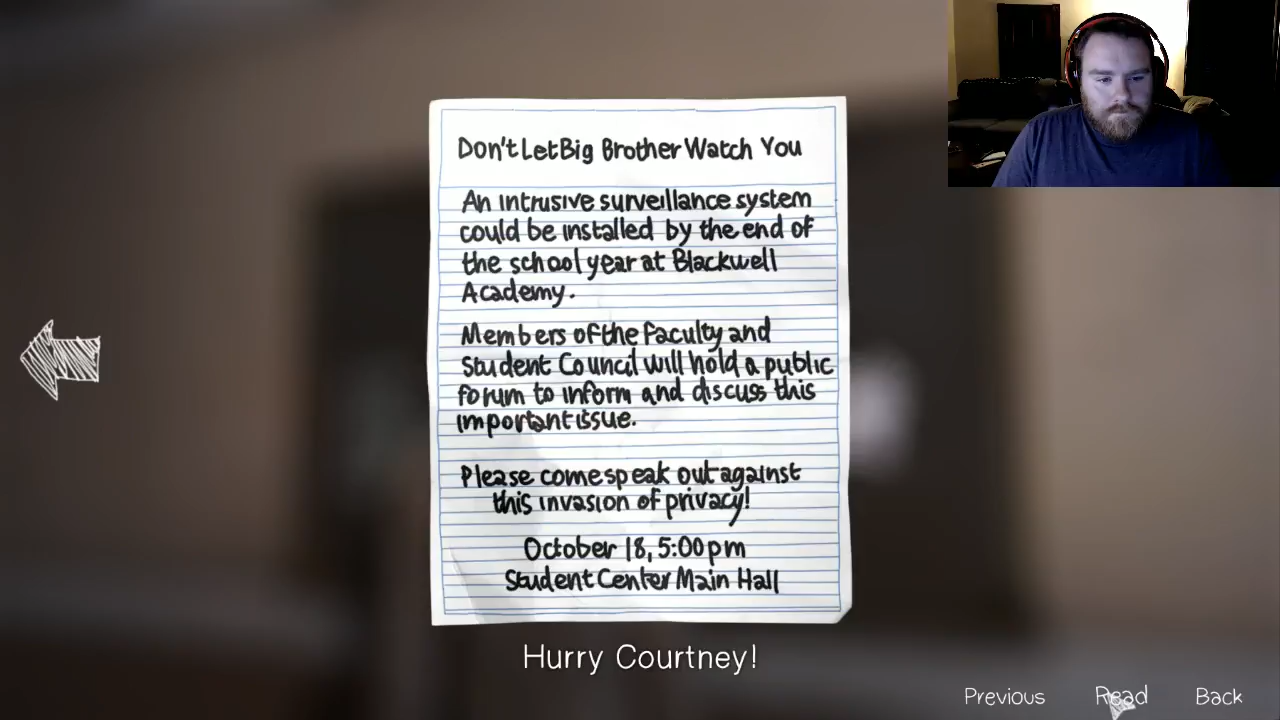 Don't Let Big Brother Watch You
An intrusive surveillance system
could be installed by the end of
the school year at Blackwell
Academy.
Members of the faculty and
Student Council will hold a public
forum to inform and discuss this
important issue.
Please come speak out against
this invasion of privacy!
October 18, 5:00pm
Student Center Main Hall
Hurry Courtney!
Previous Read Back